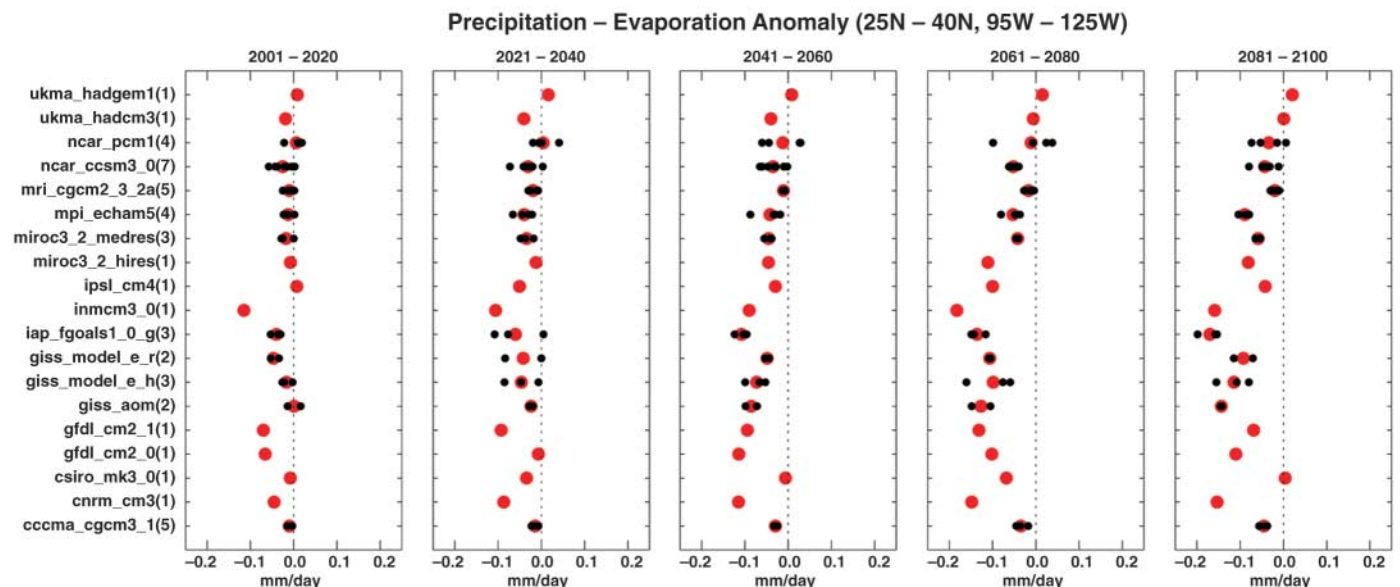 Precipitation – Evaporation Anomaly (25N – 40N, 95W – 125W)
2001 – 2020 2021 – 2040 2041 – 2060 2061 – 2080 2081 – 2100
ukma_hadgem1(1)
ukma_hadcm3(1)
ncar_pcm1(4)
ncar_ccsm3_0(7)
mri_cgcm2_3_2a(5)
mpi_echam5(4)
miroc3_2_medres(3)
miroc3_2_hires(1)
ipsl_cm4(1)
inmcm3_0(1)
iap_fgoals1_0_g(3)
giss_model_e_r(2)
giss_model_e_h(3)
giss_aom(2)
gfdl_cm2_1(1)
gfdl_cm2_0(1)
csiro_mk3_0(1)
cnrm_cm3(1)
cccma_cgcm3_1(5)
–0.2 –0.1 0.0 0.1 0.2 –0.2 –0.1 0.0 0.1 0.2 –0.2 –0.1 0.0 0.1 0.2 –0.2 –0.1 0.0 0.1 0.2 –0.2 –0.1 0.0 0.1 0.2
mm/day mm/day mm/day mm/day mm/day